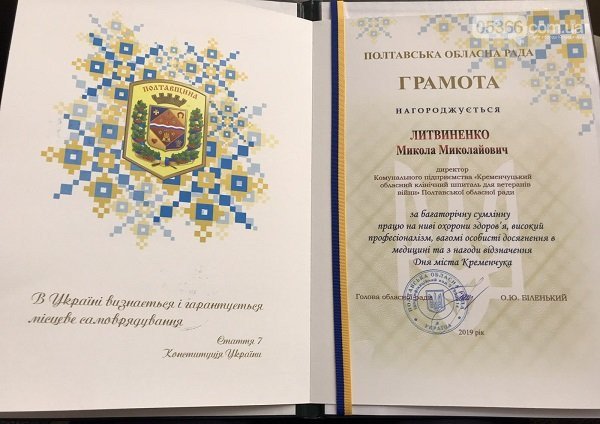 ПОЛТАВЩИНА
В Україні визнається і гарантується
місцеве самоврядування
Стаття 7
Конституція України
05366.com.ua
ПОЛТАВСЬКА ОБЛАСНА РАДА
ГРАМОТА
НАГОРОДЖУЄТЬСЯ
ЛИТВИНЕНКО
Микола Миколайович
директор
Комунального підприємства «Кременчуцький
обласний клінічний шпиталь для ветеранів
війни» Полтавської обласної ради
за багаторічну сумлінну
працю на ниві охорони здоров'я, високий
професіоналізм, вагомі особисті досягнення в
медицині та з нагоди відзначення
Дня міста Кременчука
Голова обласної ради О.Ю. БІЛЕНЬКИЙ
УКРАЇНА
2019 рік